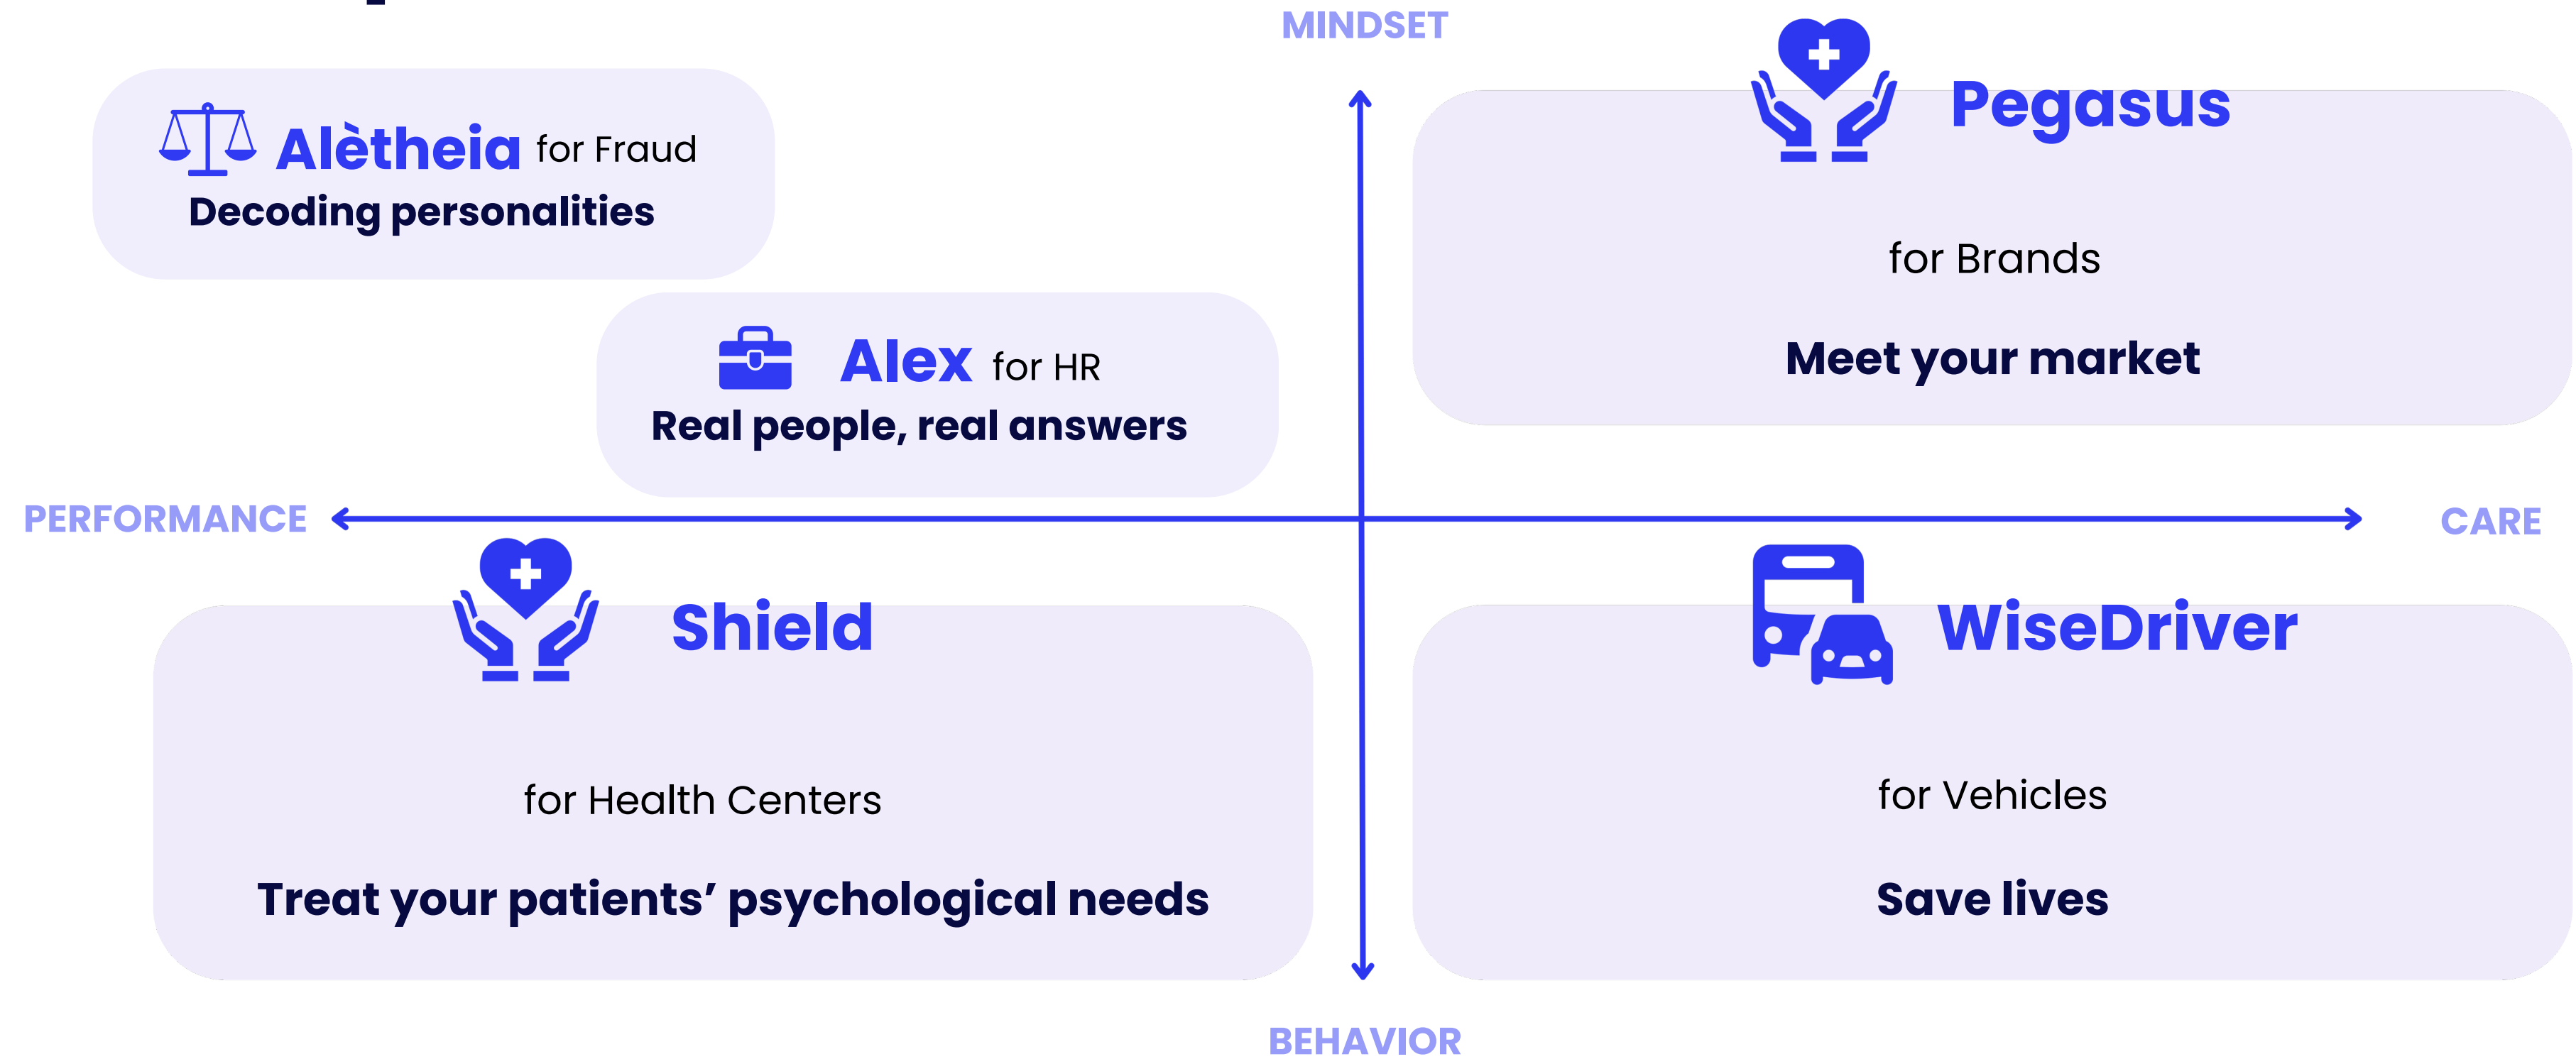 MINDSET
Alètheia for Fraud
Decoding personalities
Pegasus
for Brands
Meet your market
Alex for HR
Real people, real answers
PERFORMANCE
CARE
Shield
for Health Centers
Treat your patients’ psychological needs
WiseDriver
for Vehicles
Save lives
BEHAVIOR